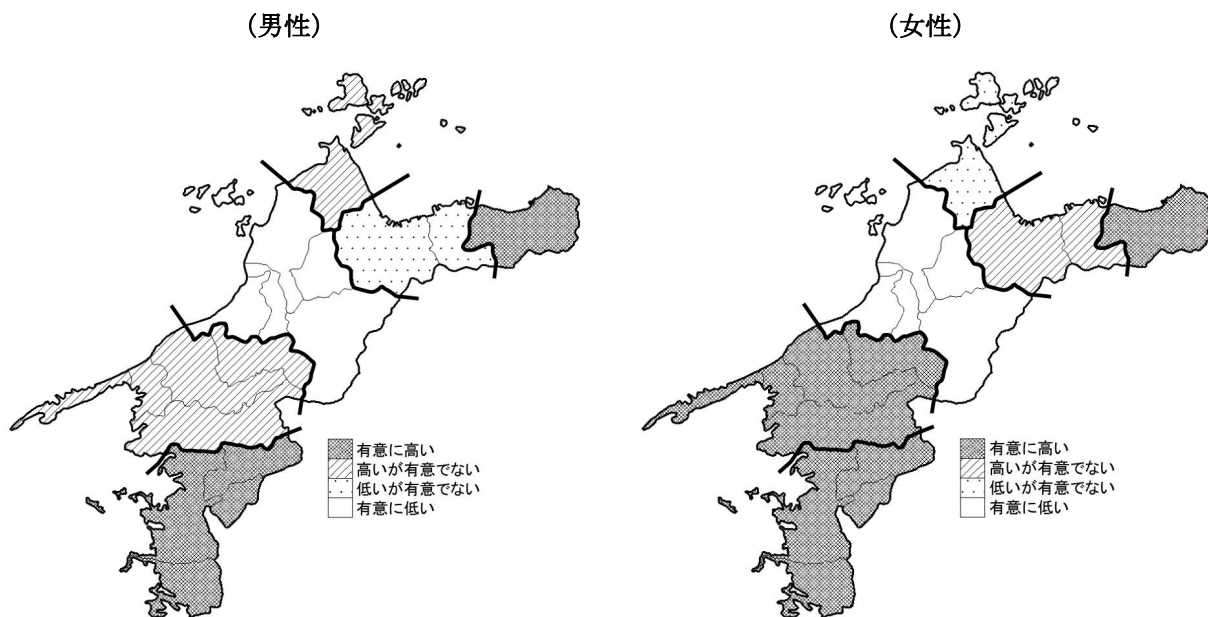 (男性)
(女性)
有意に高い
高いが有意でない
低いが有意でない
有意に低い
有意に高い
高いが有意でない
低いが有意でない
有意に低い